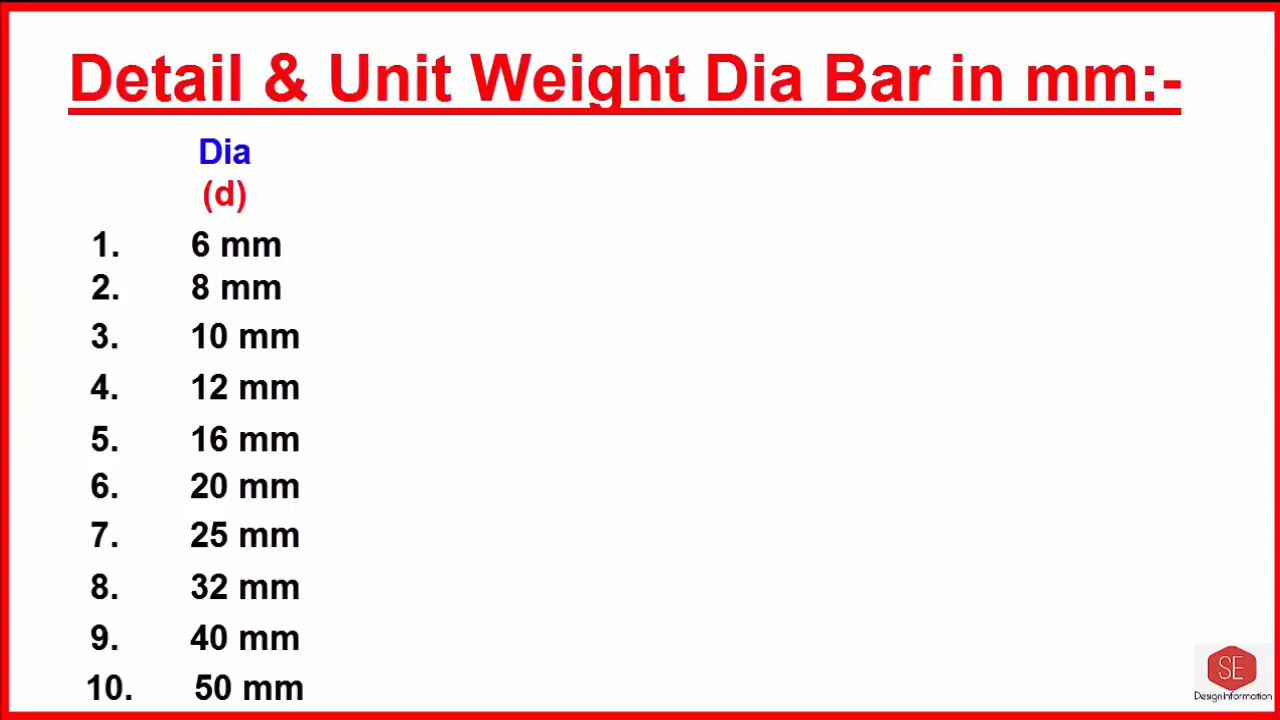 Detail & Unit Weight Dia Bar in mm:-
Dia
(d)
1. 6 mm
2. 8 mm
3. 10 mm
4. 12 mm
5. 16 mm
6. 20 mm
7. 25 mm
8. 32 mm
9. 40 mm
10. 50 mm
SE
Design Information